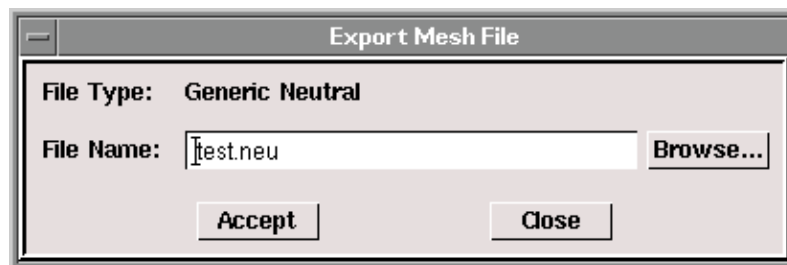 Export Mesh File
File Type: Generic Neutral
File Name: test.neu Browse...
Accept Close